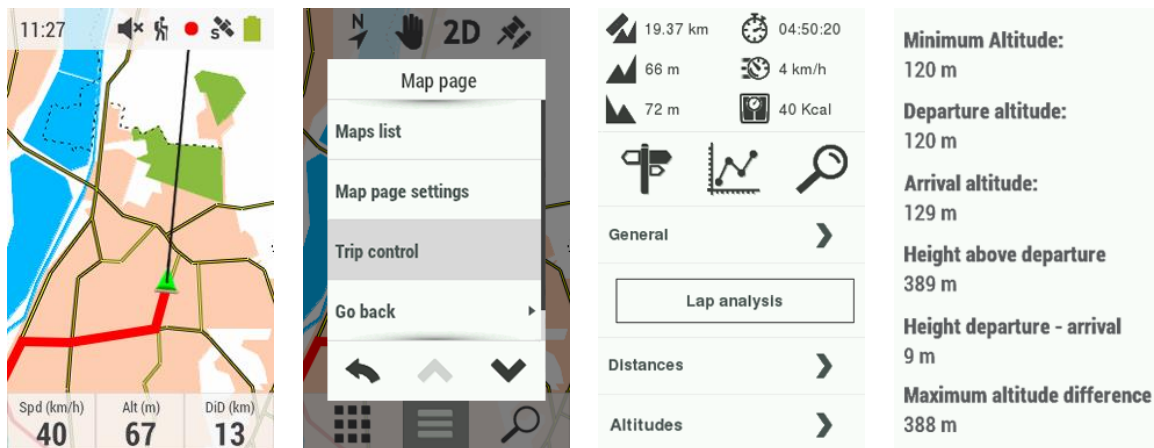 11:27
S
Spd (km/h) Alt (m) DiD (km)
40 67 13
2D
Map page
Maps list
Map page settings
Trip control
Go back
19.37 km 04:50:20
66 m 4 km/h
72 m 40 Kcal
General
Lap analysis
Distances
Altitudes
Minimum Altitude:
120 m
Departure altitude:
120 m
Arrival altitude:
129 m
Height above departure
389 m
Height departure - arrival
9 m
Maximum altitude difference
388 m